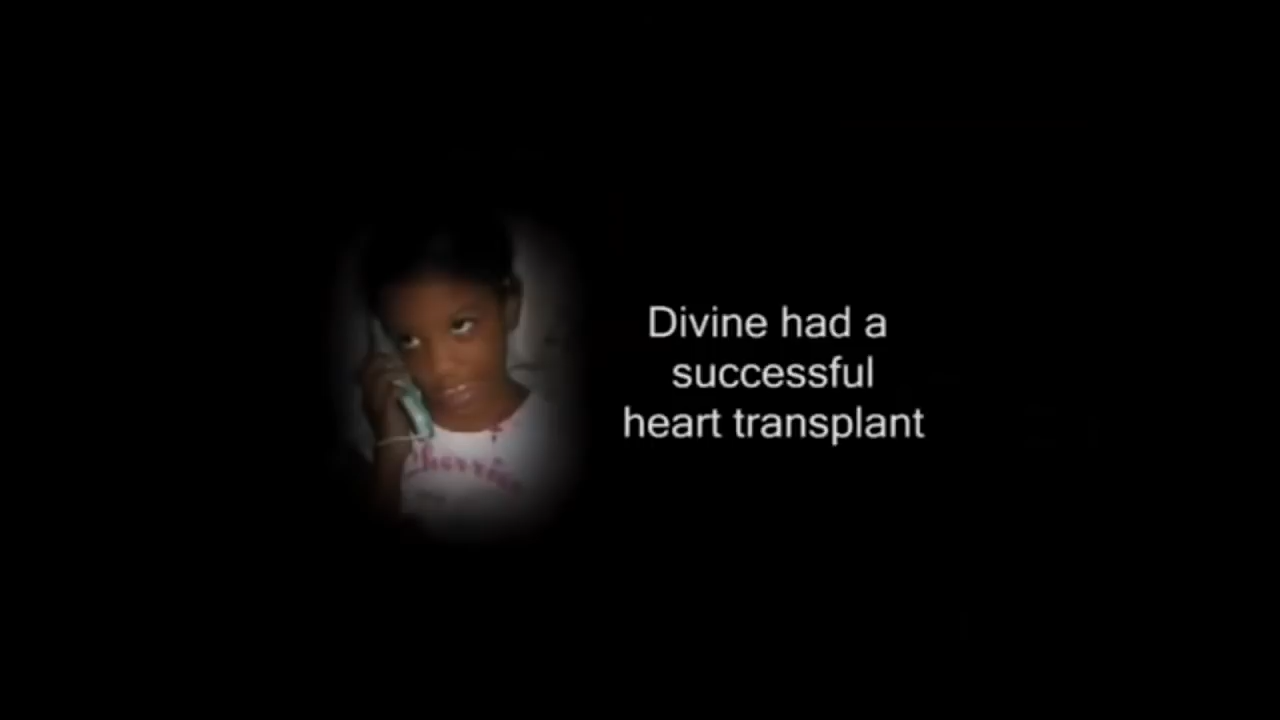 Divine had a
successful
heart transplant